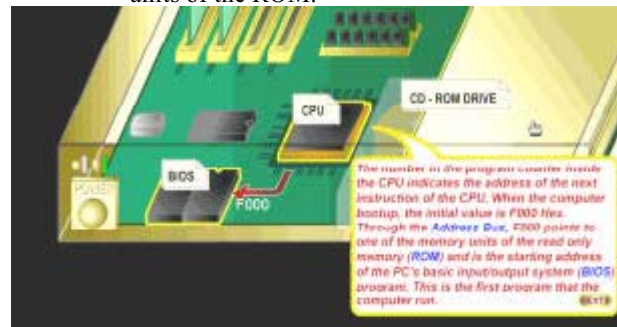 units of the ROM.
CPU
CD - ROM DRIVE
BIOS
POWER
F000
The number in the program counter inside
the CPU indicates the address of the next
instruction of the CPU. When the computer
bootup, the initial value is F000 Hex.
Through the Address Bus, F000 points to
one of the memory units of the read only
memory (ROM) and is the starting address
of the PC's basic input/output system (BIOS)
program. This is the first program that the
computer run.